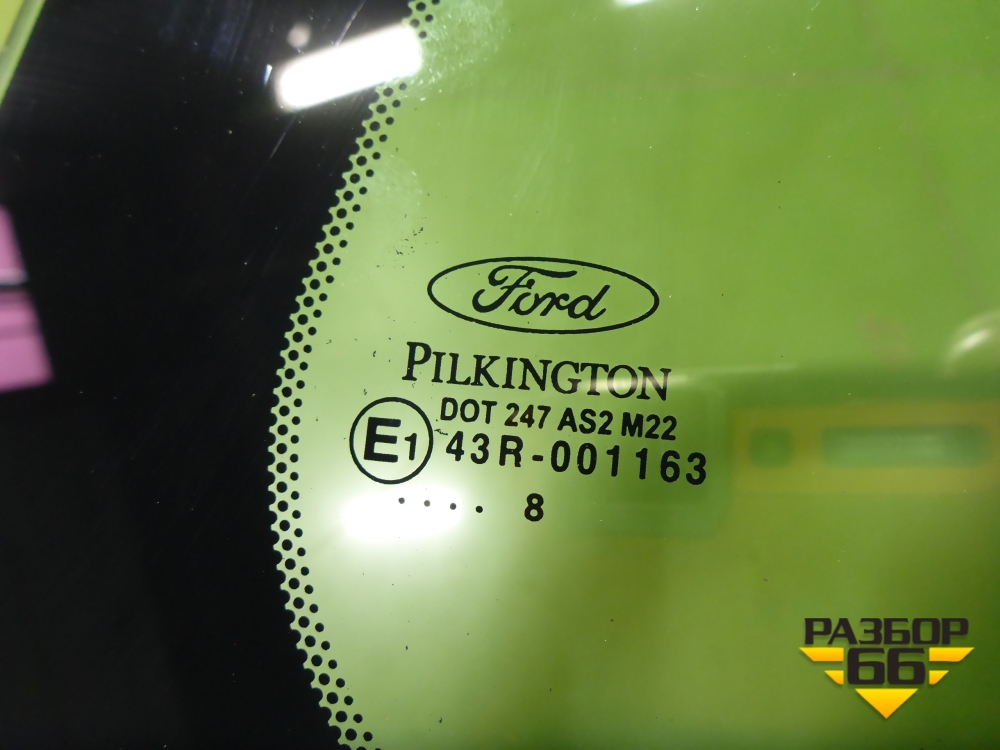 Ford
PILKINGTON
DOT 247 AS2 M22
E1 43R-001163
.... 8
РАЗБОР
66